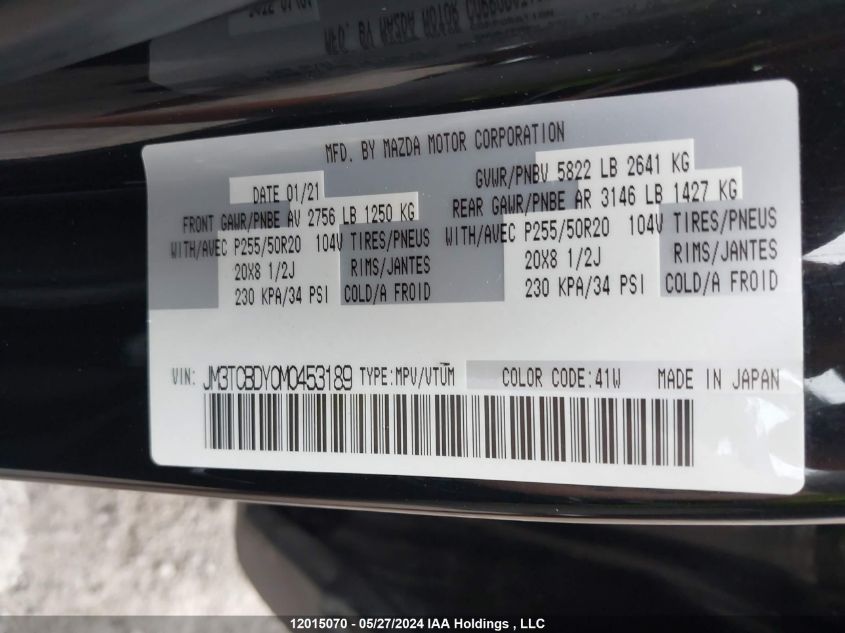 MFD. BY MAZDA MOTOR CORPORATION
DATE 01/21
GVWR/PNBV 5822 LB 2641 KG
FRONT GAWR/PNBE AV 2756 LB 1250 KG
REAR GAWR/PNBE AR 3146 LB 1427 KG
WITH/AVEC P255/50R20 104V TIRES/PNEUS
WITH/AVEC P255/50R20 104V TIRES/PNEUS
20X8 1/2J RIMS/JANTES
20X8 1/2J RIMS/JANTES
230 KPA/34 PSI COLD/A FROID
230 KPA/34 PSI COLD/A FROID
VIN: JM3TCBDY0M0453189 TYPE:MPV/VTUM COLOR CODE:41W MADE IN JAPAN
12015070 - 05/27/2024 IAA Holdings , LLC